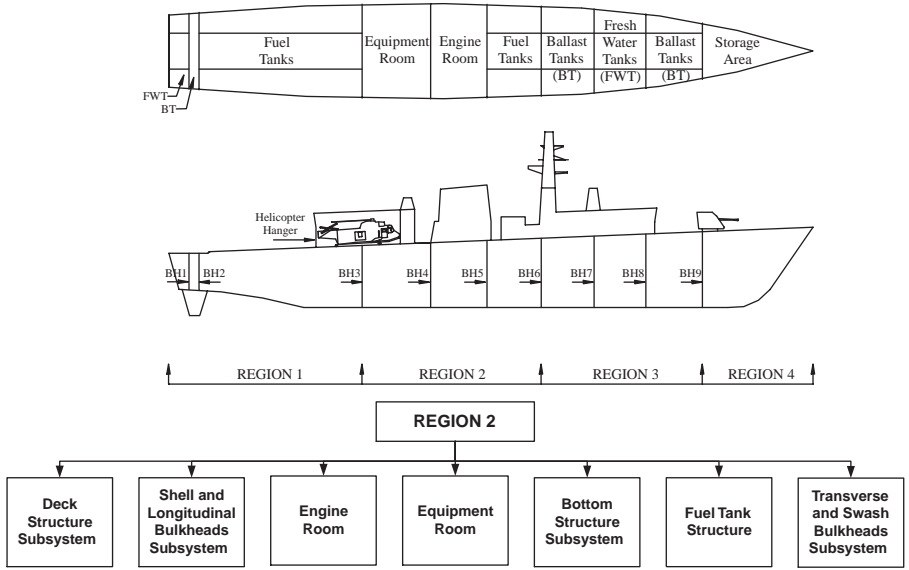 Fuel
Tanks
Equipment
Room
Engine
Room
Fuel
Tanks
Ballast
Tanks
(BT)
Fresh
Water
Tanks
(FWT)
Ballast
Tanks
(BT)
Storage
Area
FWT
BT
Helicopter
Hanger
BH1
BH2
BH3
BH4
BH5
BH6
BH7
BH8
BH9
REGION 1
REGION 2
REGION 3
REGION 4
REGION 2
Deck
Structure
Subsystem
Shell and
Longitudinal
Bulkheads
Subsystem
Engine
Room
Equipment
Room
Bottom
Structure
Subsystem
Fuel Tank
Structure
Transverse
and Swash
Bulkheads
Subsystem